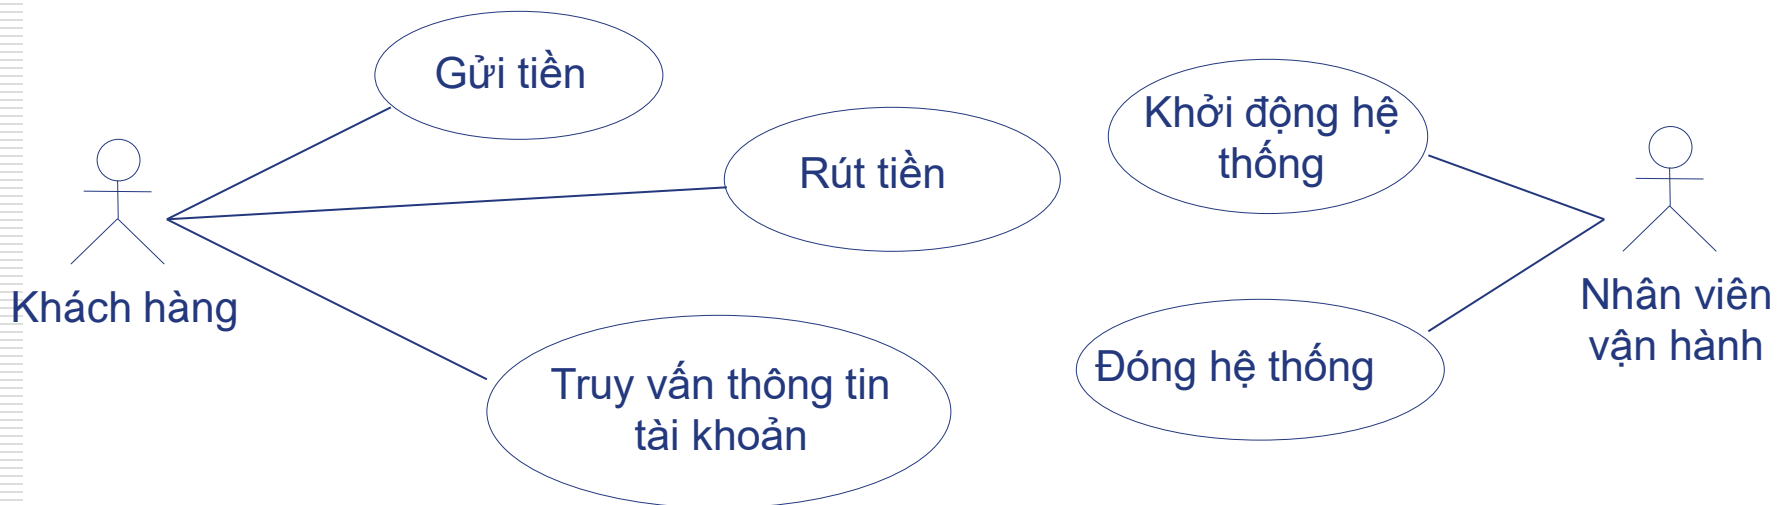 Gửi tiền
Rút tiền
Khởi động hệ
thống
Khách hàng
Nhân viên
vận hành
Truy vấn thông tin
tài khoản
Đóng hệ thống